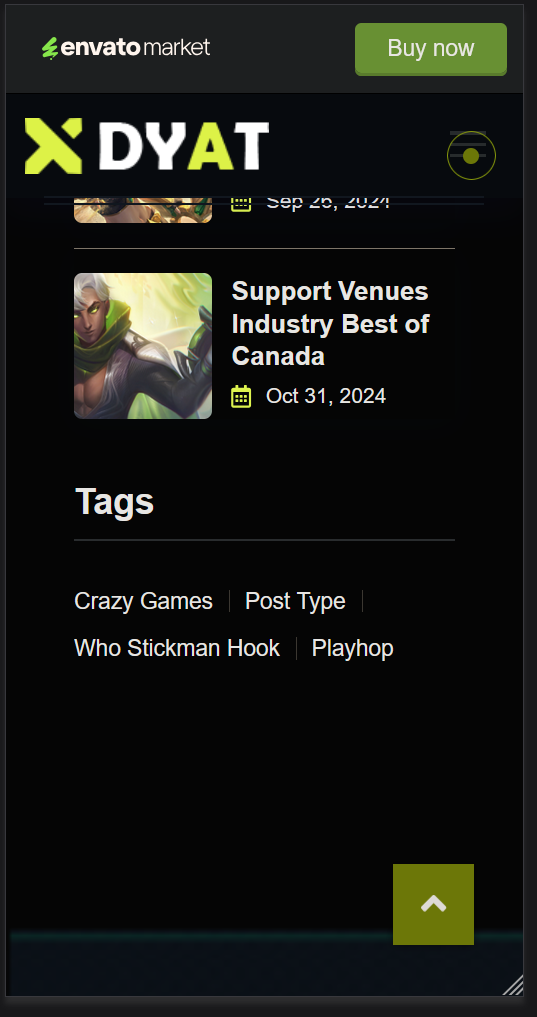 envato market
Buy now
DYAT
Sep 26, 2024
Support Venues
Industry Best of
Canada
Oct 31, 2024
Tags
Crazy Games
Post Type
Who Stickman Hook
Playhop